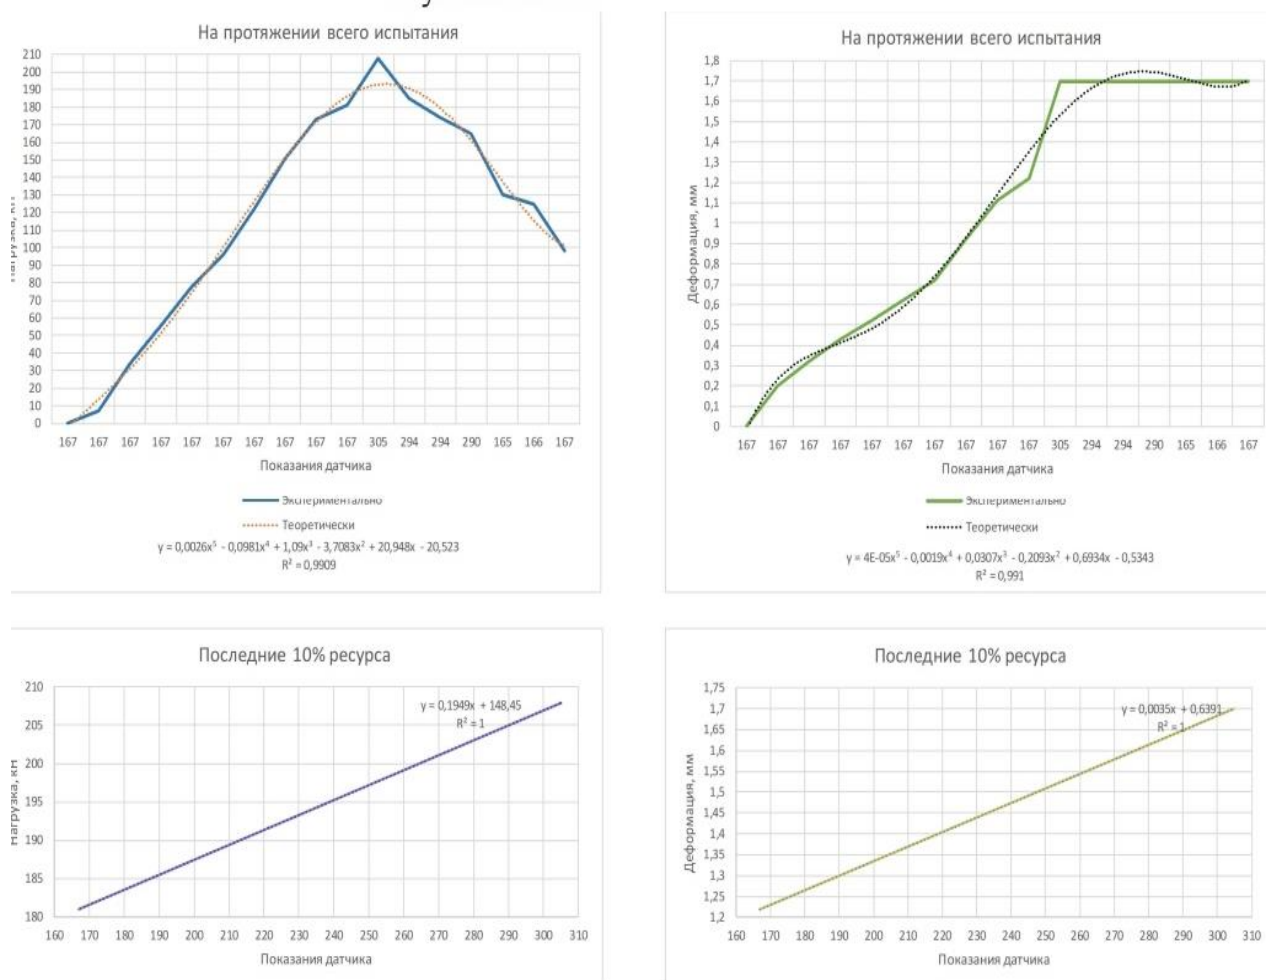 На протяжении всего испытания
210
200
190
180
170
160
150
140
130
120
110
100
90
80
70
60
50
40
30
20
10
0
167 167 167 167 167 167 167 167 167 167 305 294 294 290 165 166 167
Показания датчика
Экспериментально
Теоретически
y = 0,0026x⁵ - 0,0981x⁴ + 1,09x³ - 3,7083x² + 20,948x - 20,523
R² = 0,9909
На протяжении всего испытания
Деформация, мм
1,8
1,7
1,6
1,5
1,4
1,3
1,2
1,1
1
0,9
0,8
0,7
0,6
0,5
0,4
0,3
0,2
0,1
0
167 167 167 167 167 167 167 167 167 167 305 294 294 290 165 166 167
Показания датчика
Экспериментально
Теоретически
y = 4E-05x⁵ - 0,0019x⁴ + 0,0307x³ - 0,2093x² + 0,6934x - 0,5343
R² = 0,991
Последние 10% ресурса
Нагрузка, кН
210
205
200
195
190
185
180
y = 0,1949x + 148,45
R² = 1
160 170 180 190 200 210 220 230 240 250 260 270 280 290 300 310
Показания датчика
Последние 10% ресурса
Деформация, мм
1,75
1,7
1,65
1,6
1,55
1,5
1,45
1,4
1,35
1,3
1,25
1,2
y = 0,0035x + 0,6391
R² = 1
160 170 180 190 200 210 220 230 240 250 260 270 280 290 300 310
Показания датчика